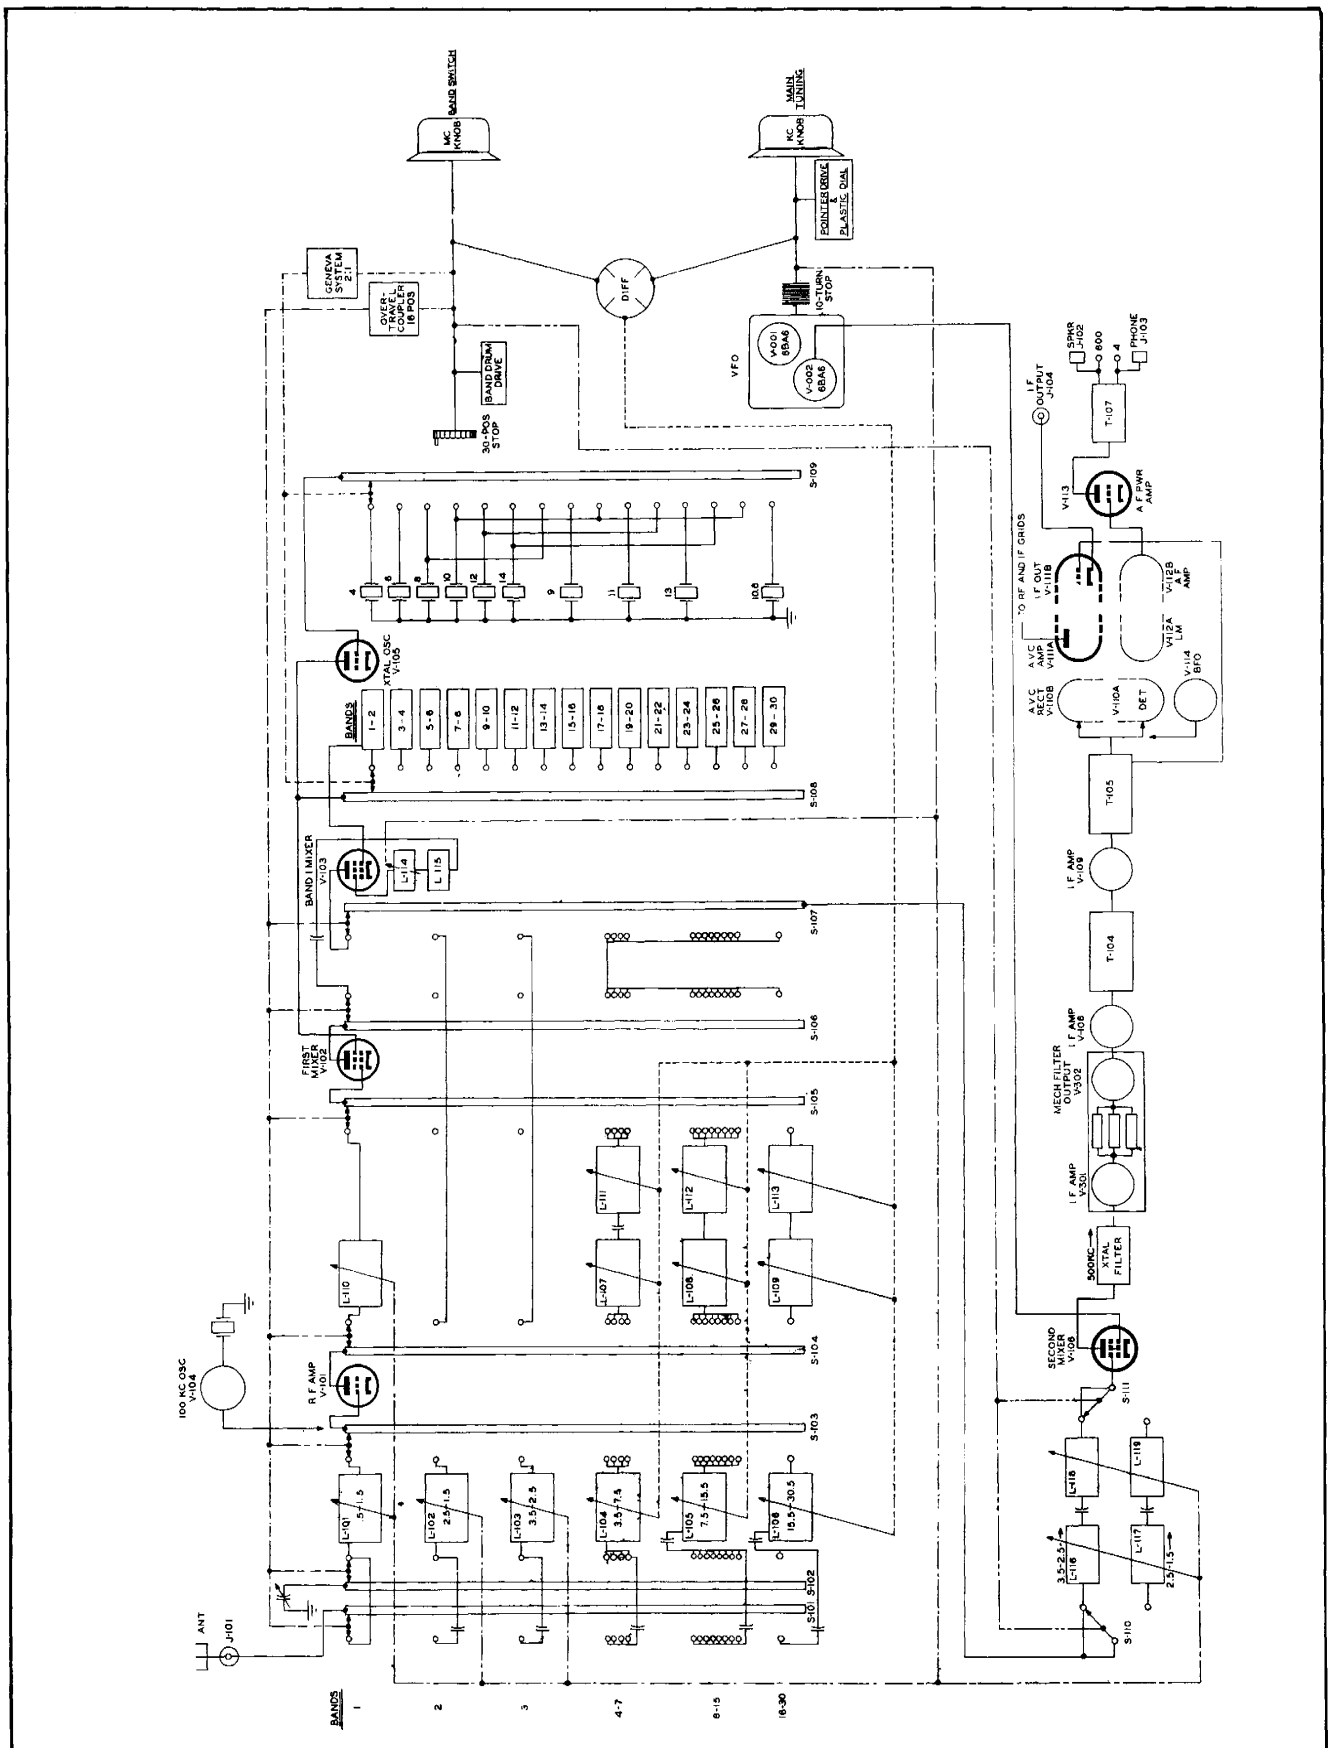 MC KNOB
BAND SWITCH
KC KNOB
MAIN TUNING
POINTER DRIVE
&
PLASTIC DIAL
GENEVA
SYSTEM
2:1
OVER-
TRAVEL
COUPLER
16 POS
DIFF
10-TURN
STOP
BAND DRUM
DRIVE
30-POS
STOP
VFO
V-001
6BA6
V-002
6BA6
S-109
4
6
8
10
12
14
9
11
13
10.6
XTAL OSC
V-105
BANDS
1-2
3-4
5-6
7-8
9-10
11-12
13-14
15-16
17-18
19-20
21-22
23-24
25-26
27-28
29-30
S-108
BAND 1 MIXER
V-103
L-114
L-115
S-107
S-106
FIRST
MIXER
V-102
S-105
L-110
L-111
L-107
L-112
L-108
L-113
L-109
S-104
100 KC OSC
V-104
R F AMP
V-101
S-103
L-101
.5-1.5
L-102
2.5-1.5
L-103
3.5-2.5
L-104
3.5-7.5
L-105
7.5-15.5
L-106
15.5-30.5
S-102
S-101
ANT
J-101
BANDS
1
2
3
4-7
8-15
16-30
SPKR
J-102
600
4
PHONE
J-103
T-107
I F
OUTPUT
J-104
V-113
A F PWR
AMP
TO RF AND IF GRIDS
I F OUT
V-111B
A.V.C
AMP
V-111A
V-112B
A F
AMP
V-112A
LM
A.V.C
RECT
V-110B
V-110A
DET
V-114
BFO
T-105
I F AMP
V-109
T-104
I F AMP
V-108
MECH FILTER
OUTPUT
V-302
I F AMP
V-301
500KC
XTAL
FILTER
SECOND
MIXER
V-106
S-111
L-118
L-119
3.5-2.5
L-116
L-117
2.5-1.5
S-110